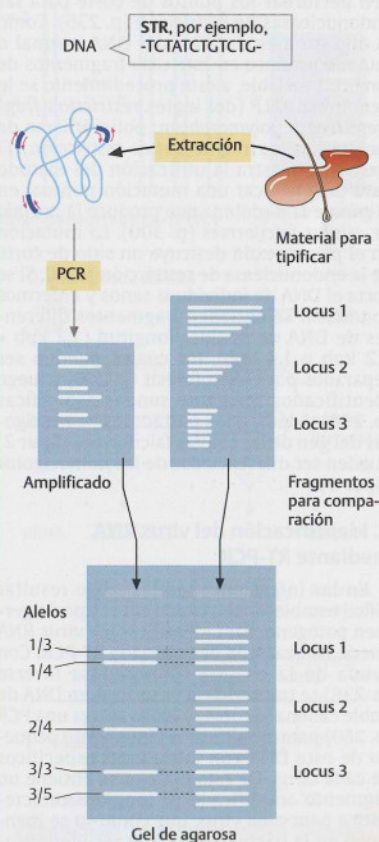 STR, por ejemplo,
-TCTATCTGTCTG-
DNA
Extracción
Material para
tipificar
PCR
Locus 1
Locus 2
Locus 3
Amplificado
Fragmentos
para compa-
ración
Alelos
1/3
1/4
2/4
3/3
3/5
Locus 1
Locus 2
Locus 3
Gel de agarosa